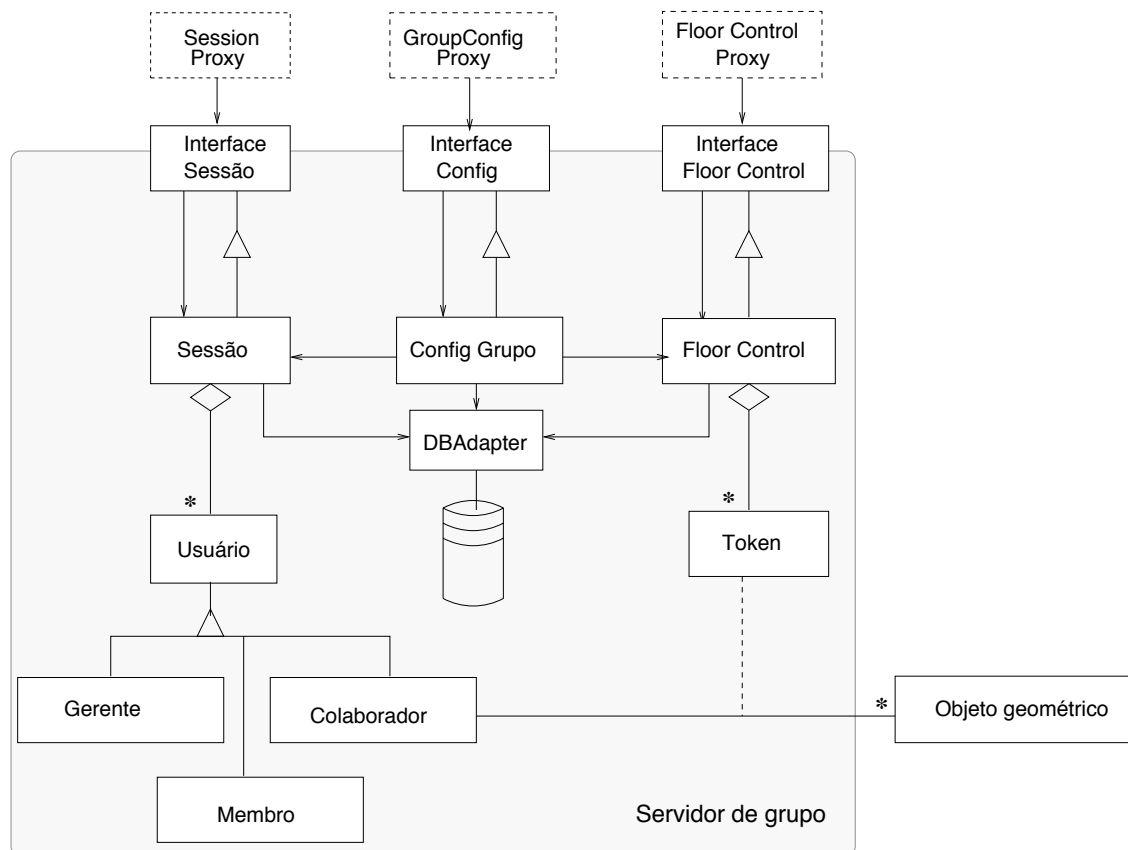 Session
Proxy
GroupConfig
Proxy
Floor Control
Proxy
Interface
Sessão
Interface
Config
Interface
Floor Control
Sessão
Config Grupo
Floor Control
DBAdapter
*
*
Usuário
Token
Gerente
Colaborador
*
Objeto geométrico
Membro
Servidor de grupo